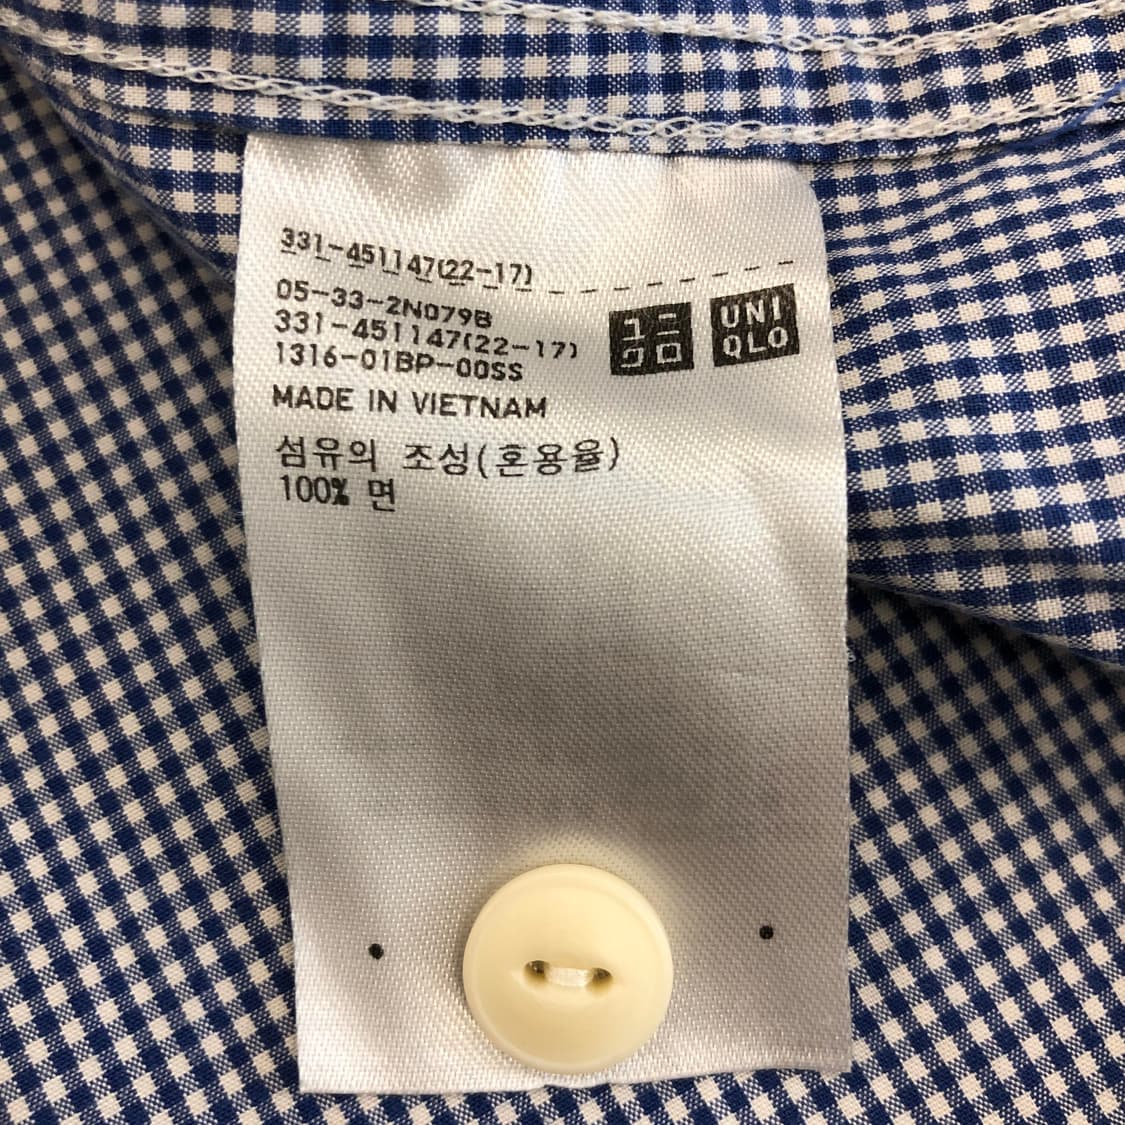 331-451147(22-17)
05-33-2N079B
331-451147(22-17)
1316-01BP-00SS
ユニ
クロ
UNI
QLO
MADE IN VIETNAM
섬유의 조성(혼용율)
100% 면